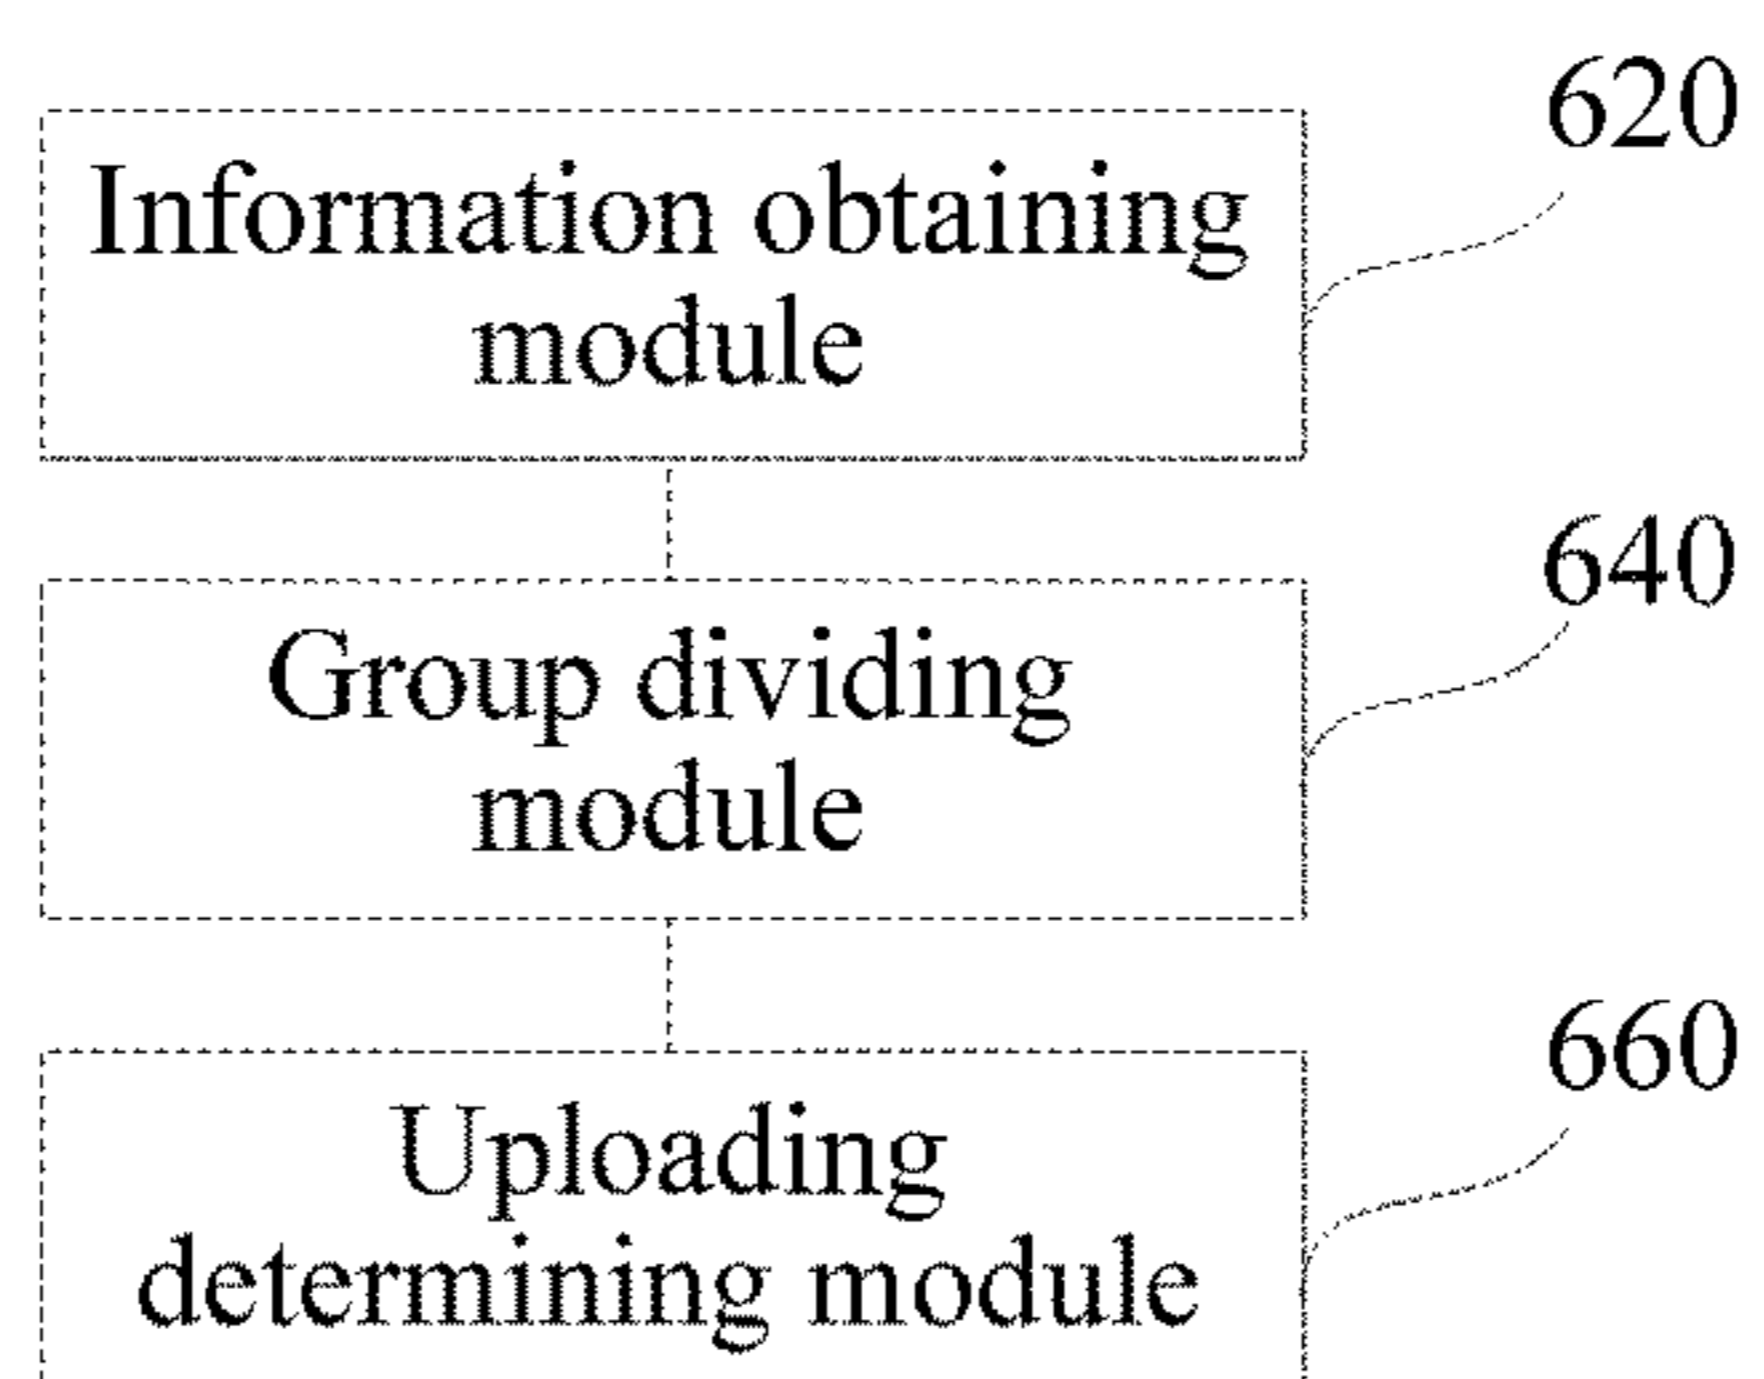 620
Information obtaining
module
640
Group dividing
module
660
Uploading
determining module